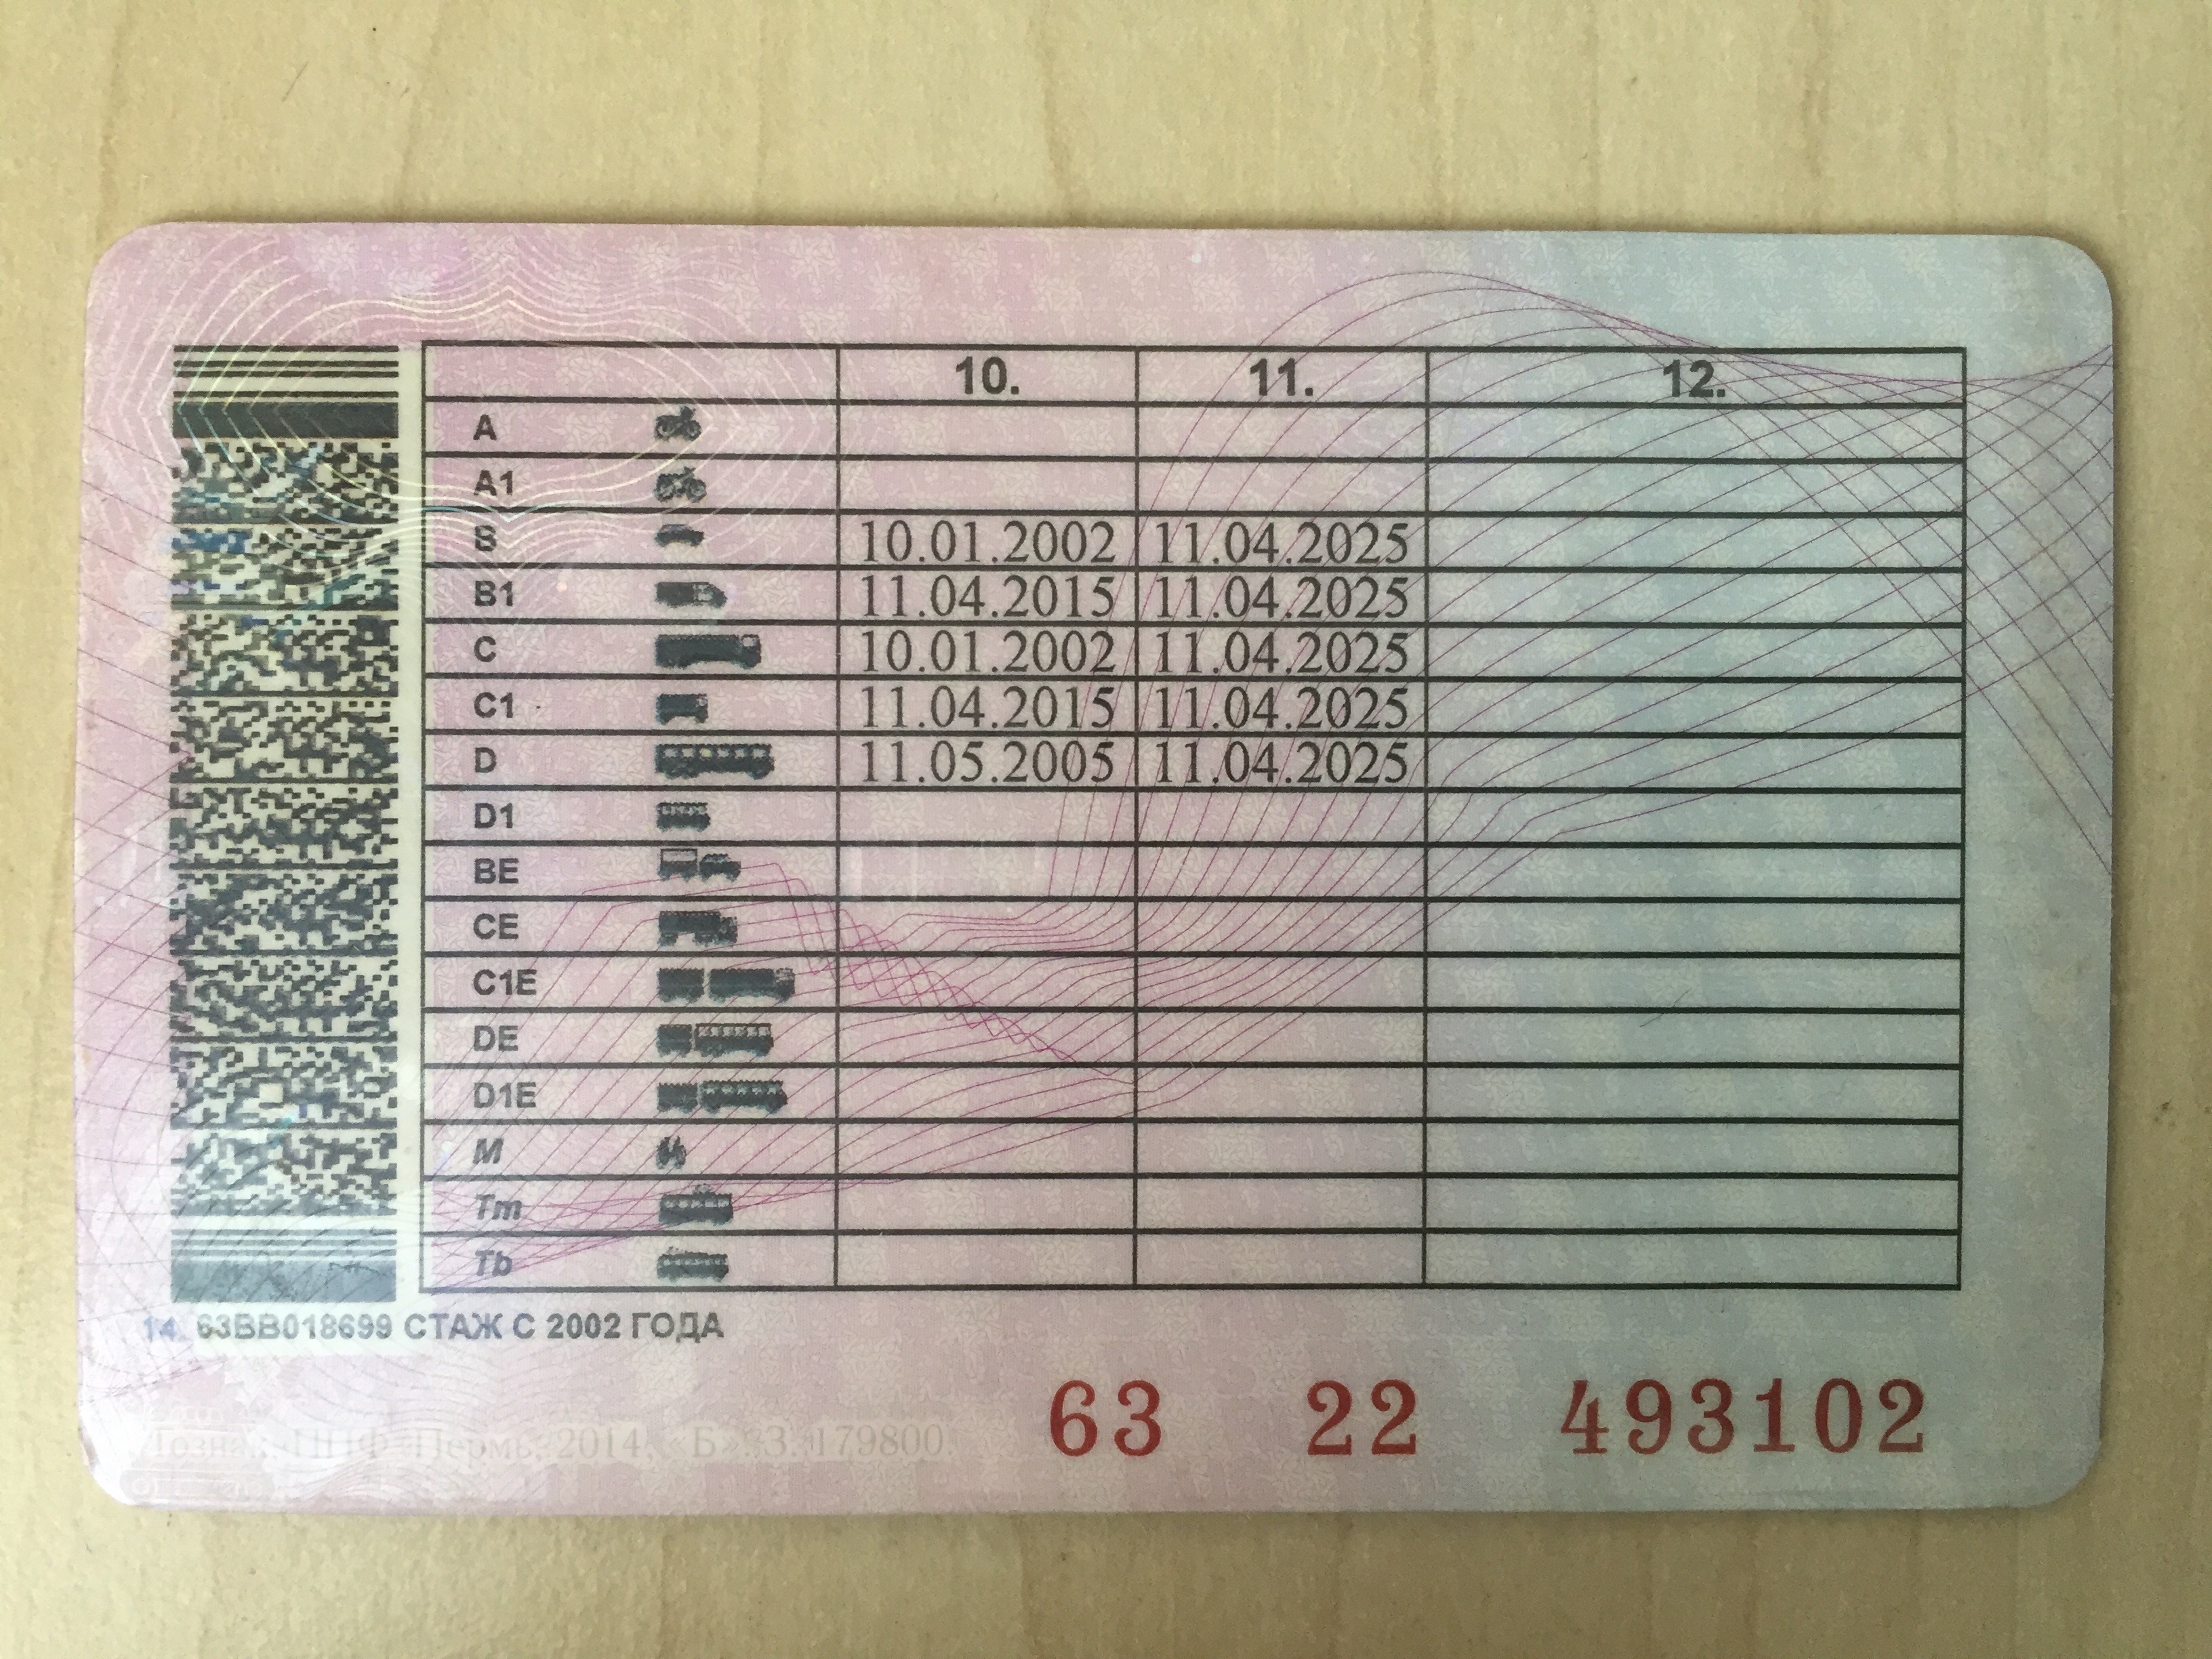 10. 11. 12.
A
A1
B 10.01.2002 11.04.2025
B1 11.04.2015 11.04.2025
C 10.01.2002 11.04.2025
C1 11.04.2015 11.04.2025
D 11.05.2005 11.04.2025
D1
BE
CE
C1E
DE
D1E
M
Tm
Tb
14. 63BB018699 СТАЖ С 2002 ГОДА
63 22 493102
Пермь, 2014, «Б». З. 179800.